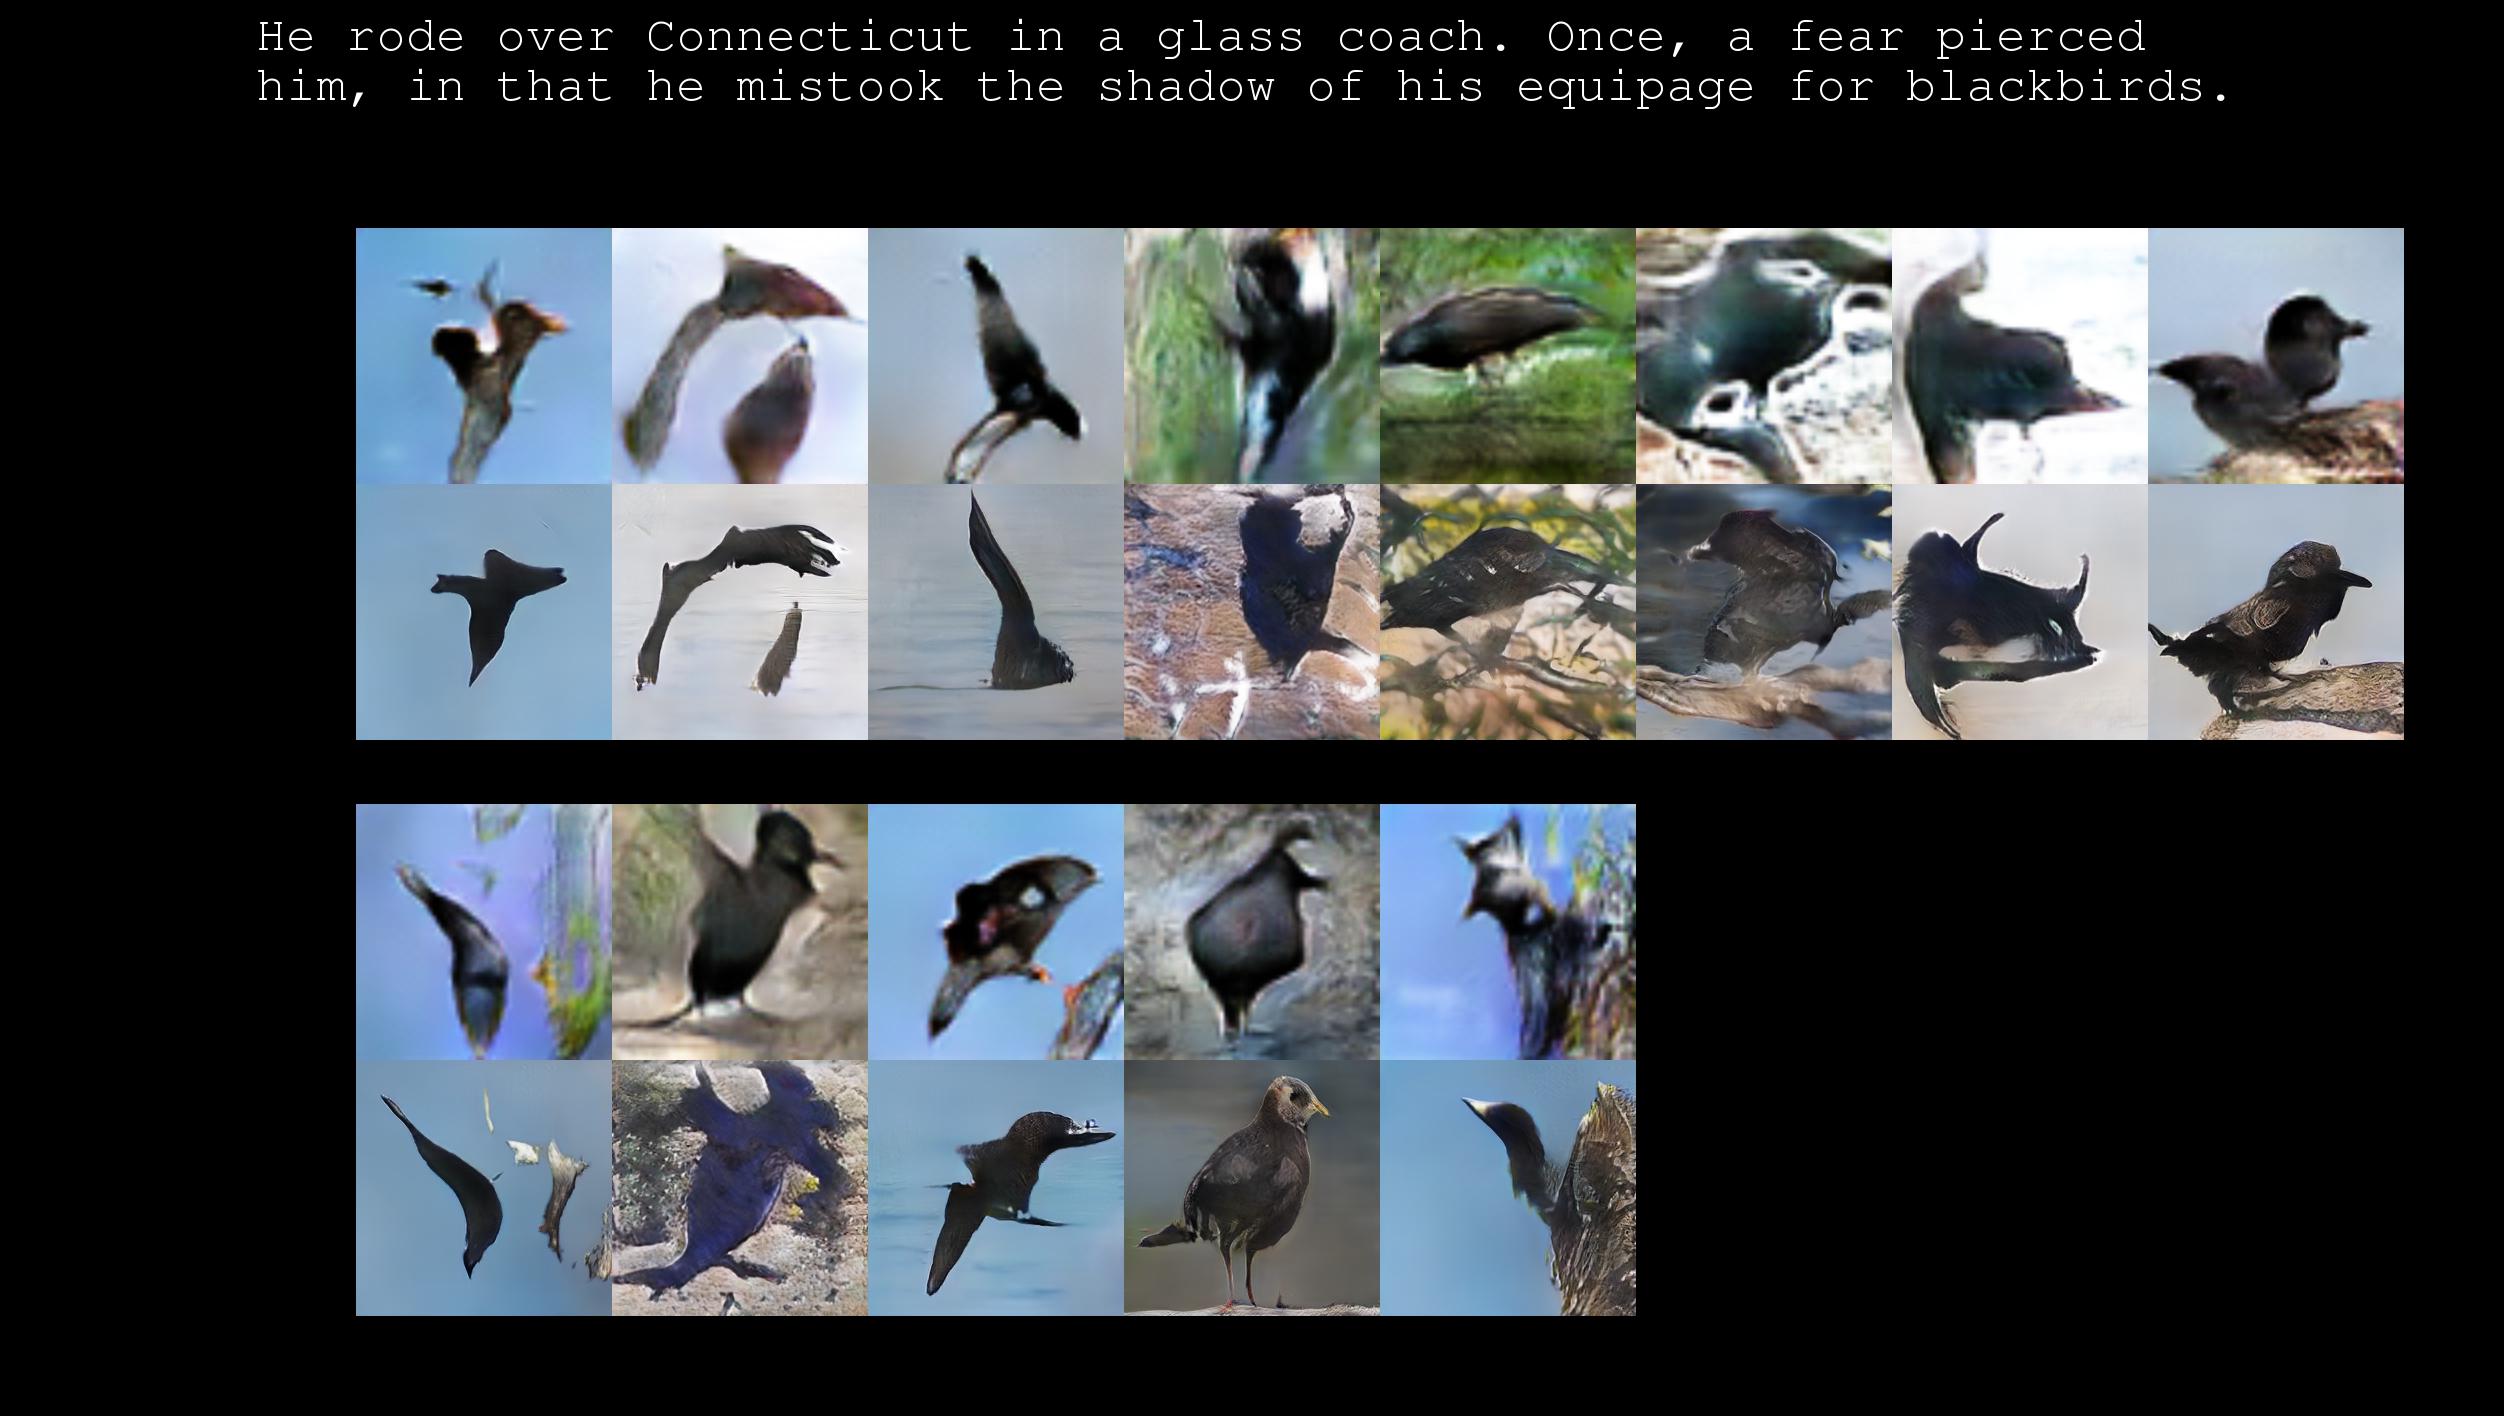 He rode over Connecticut in a glass coach. Once, a fear pierced
him, in that he mistook the shadow of his equipage for blackbirds.